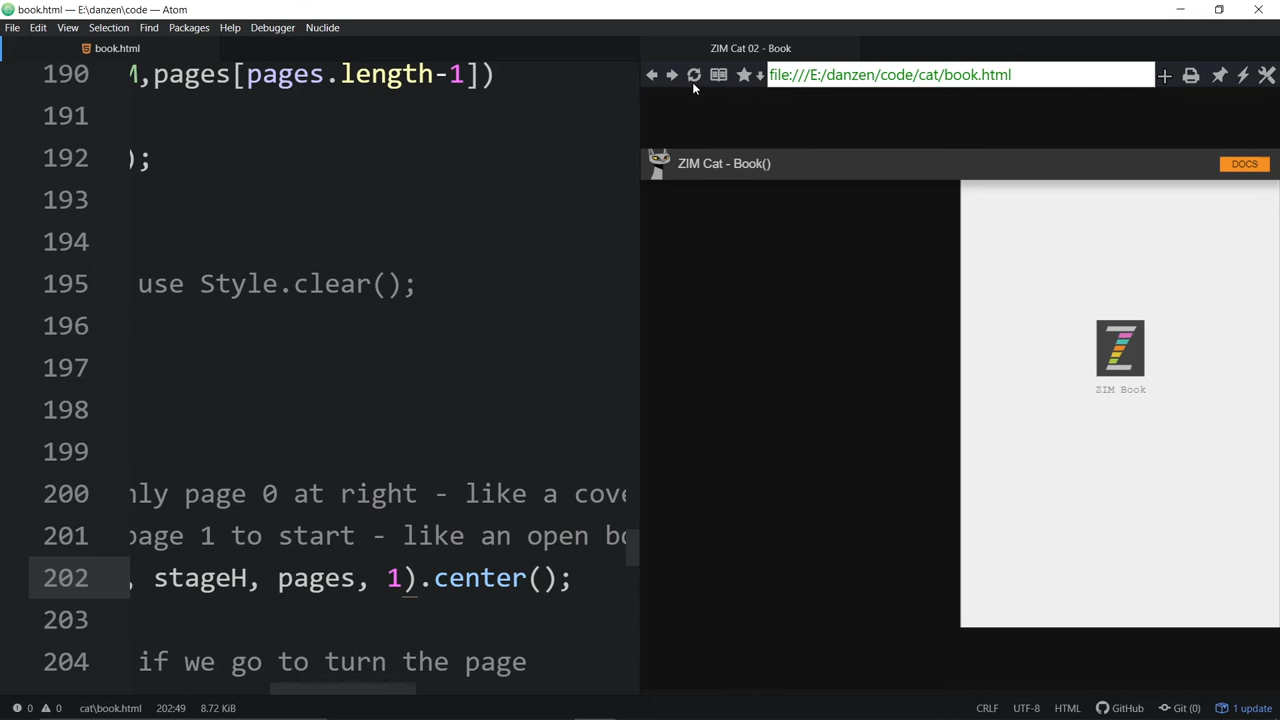 book.html — E:\danzen\code — Atom
File Edit View Selection Find Packages Help Debugger Nuclide
book.html
ZIM Cat 02 - Book
file:///E:/danzen/code/cat/book.html
190 M,pages[pages.length-1])
191
192 );
193
194
195 use Style.clear();
196
197
198
199
200 nly page 0 at right - like a cove
201 page 1 to start - like an open bo
202 , stageH, pages, 1).center();
203
204 if we go to turn the page
ZIM Cat - Book()
DOCS
ZIM Book
0 0 cat\book.html 202:49 8.72 KiB
CRLF UTF-8 HTML GitHub Git (0) 1 update